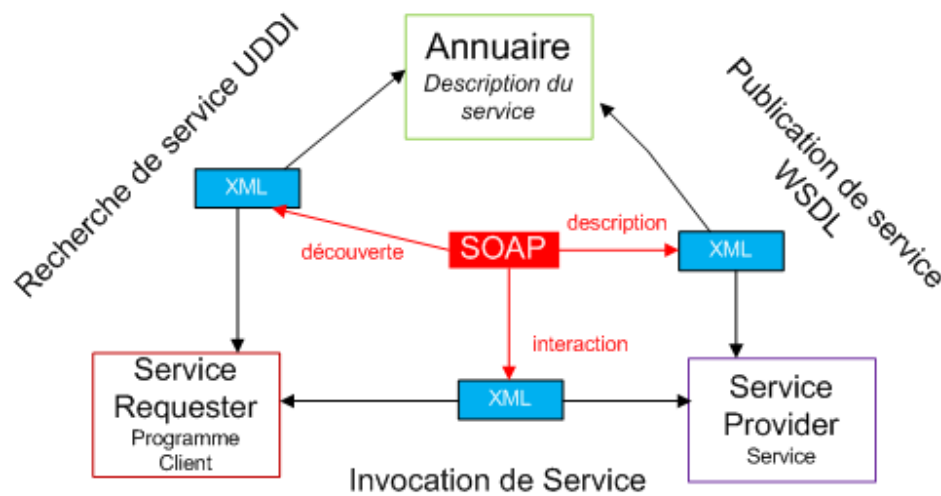 Annuaire
Description du
service
Recherche de service UDDI
Publication de service
WSDL
XML
description
découverte
SOAP
XML
interaction
Service
Requester
Programme
Client
XML
Service
Provider
Service
Invocation de Service